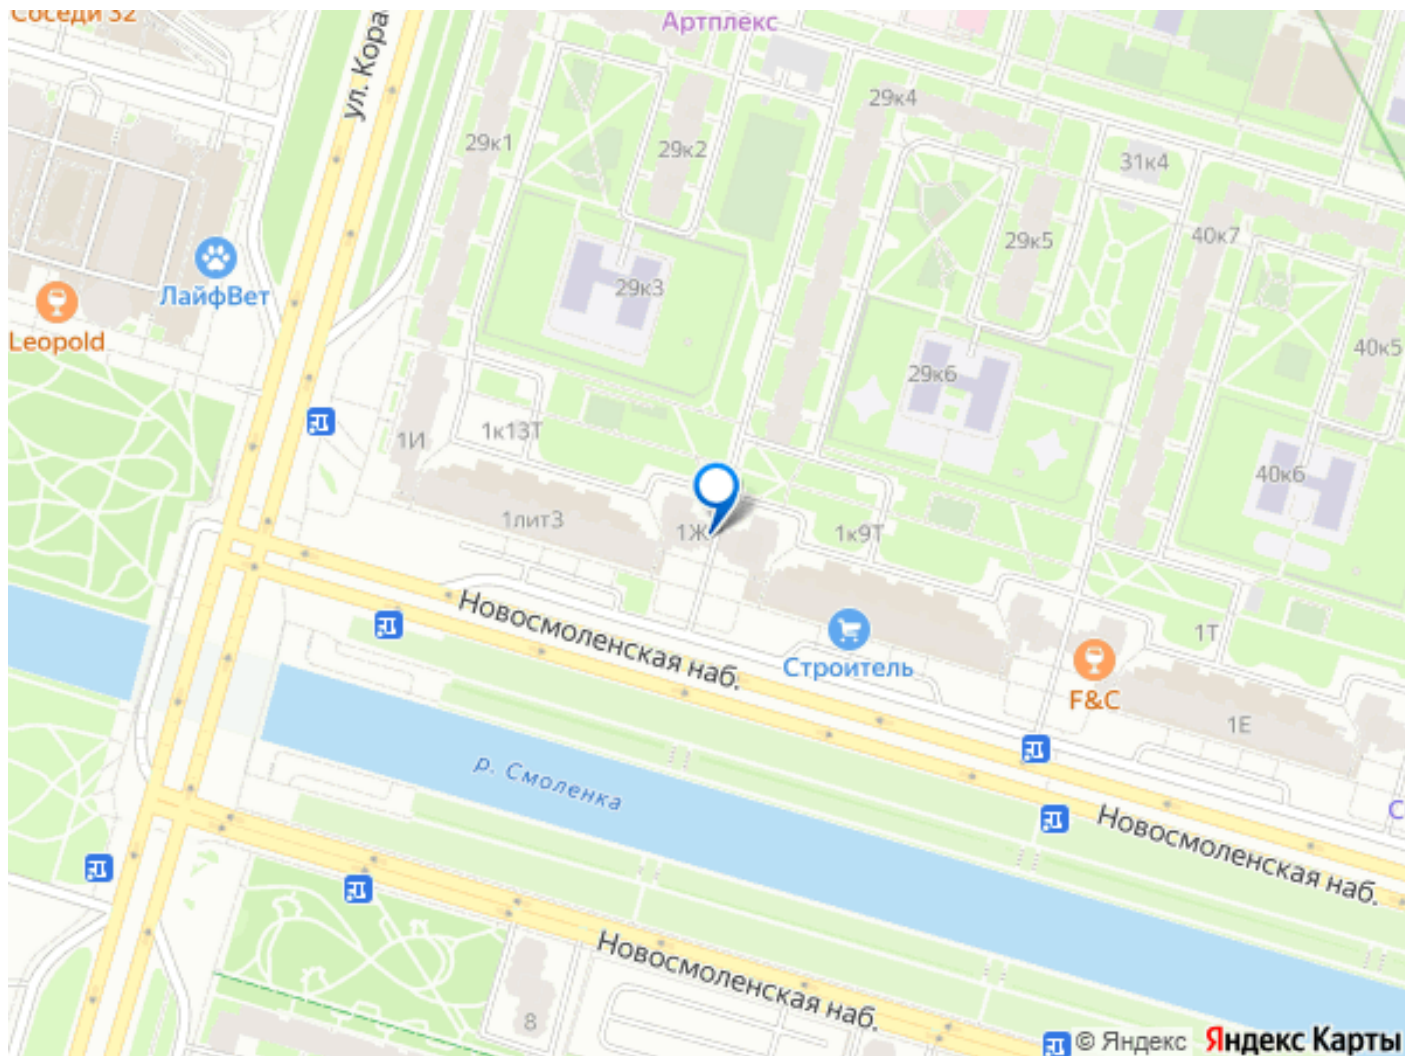 Соседи 32
Артплекс
ул. Кора
29к4
29к1
29к2
31к4
40к7
29к5
ЛайфВет
29к3
Leopold
40к5
29к6
1И
1к13Т
40к6
1лит3
1Ж
1к9Т
Новосмоленская наб.
1Т
Строитель
F&C
1Е
р. Смоленка
С
Новосмоленская наб.
Новосмоленская наб.
8
© Яндекс Яндекс Карты